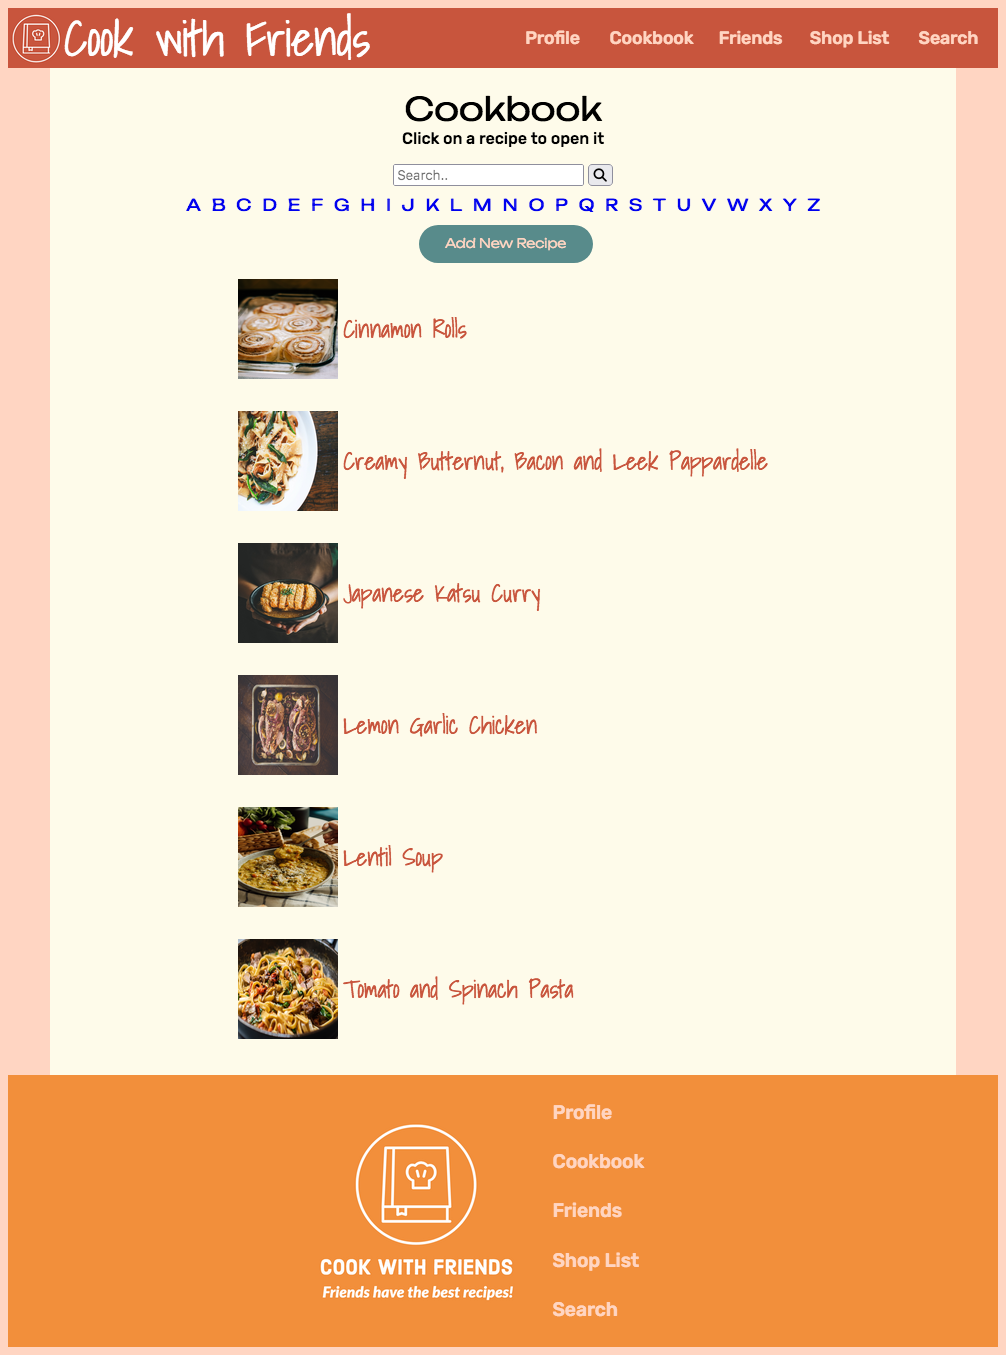 Cook with Friends
Profile Cookbook Friends Shop List Search
Cookbook
Click on a recipe to open it
Search..
A B C D E F G H I J K L M N O P Q R S T U V W X Y Z
Add New Recipe
Cinnamon Rolls
Creamy Butternut, Bacon and Leek Pappardelle
Japanese Katsu Curry
Lemon Garlic Chicken
Lentil Soup
Tomato and Spinach Pasta
COOK WITH FRIENDS
Friends have the best recipes!
Profile
Cookbook
Friends
Shop List
Search